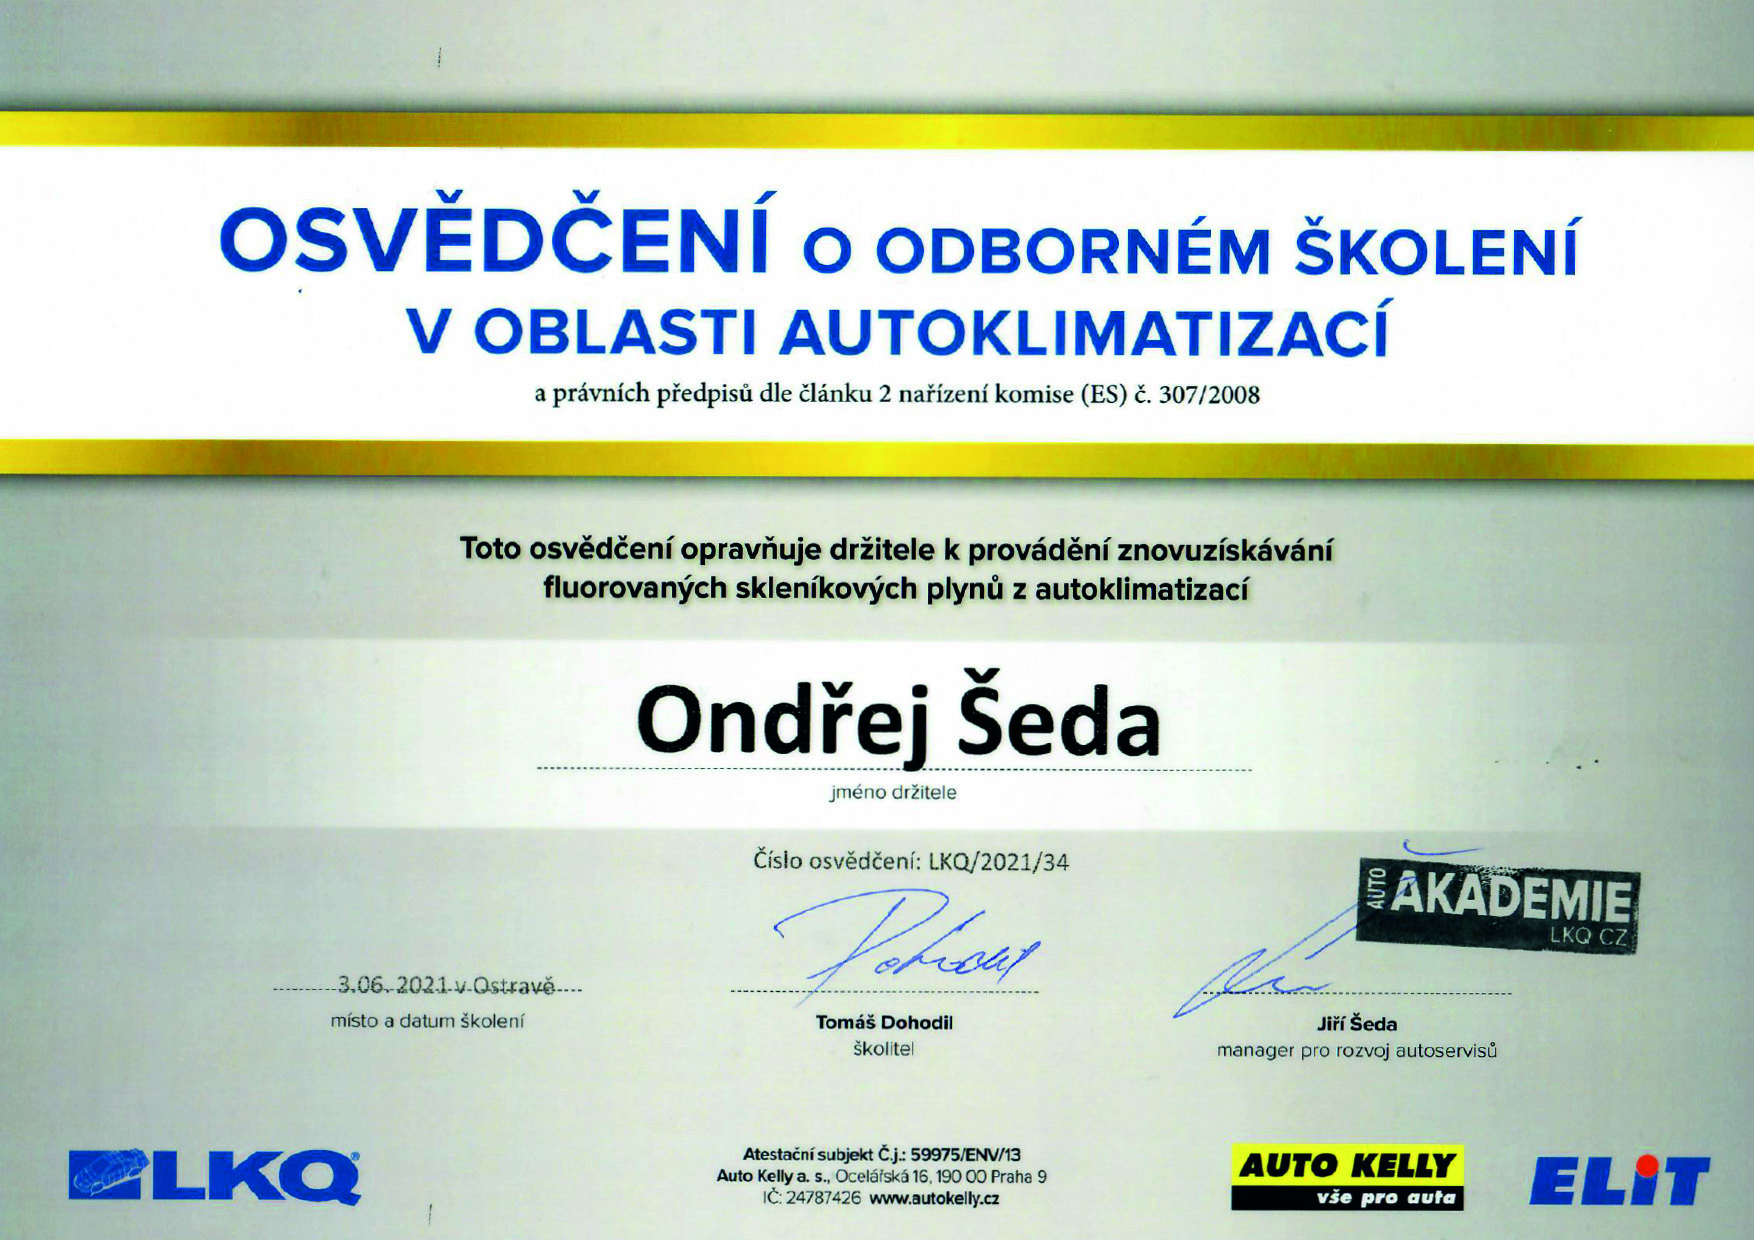 OSVĚDČENÍ O ODBORNÉM ŠKOLENÍ
V OBLASTI AUTOKLIMATIZACÍ
a právních předpisů dle článku 2 nařízení komise (ES) č. 307/2008
Toto osvědčení opravňuje držitele k provádění znovuzískávání
fluorovaných skleníkových plynů z autoklimatizací
Ondřej Šeda
jméno držitele
Číslo osvědčení: LKQ/2021/34
AUTO AKADEMIE
LKQ CZ
3.06. 2021 v Ostravě
místo a datum školení
Tomáš Dohodil
školitel
Jiří Šeda
manager pro rozvoj autoservisů
LKQ®
Atestační subjekt Č.j.: 59975/ENV/13
Auto Kelly a. s., Ocelářská 16, 190 00 Praha 9
IČ: 24787426 www.autokelly.cz
AUTO KELLY
vše pro auta
ELiT